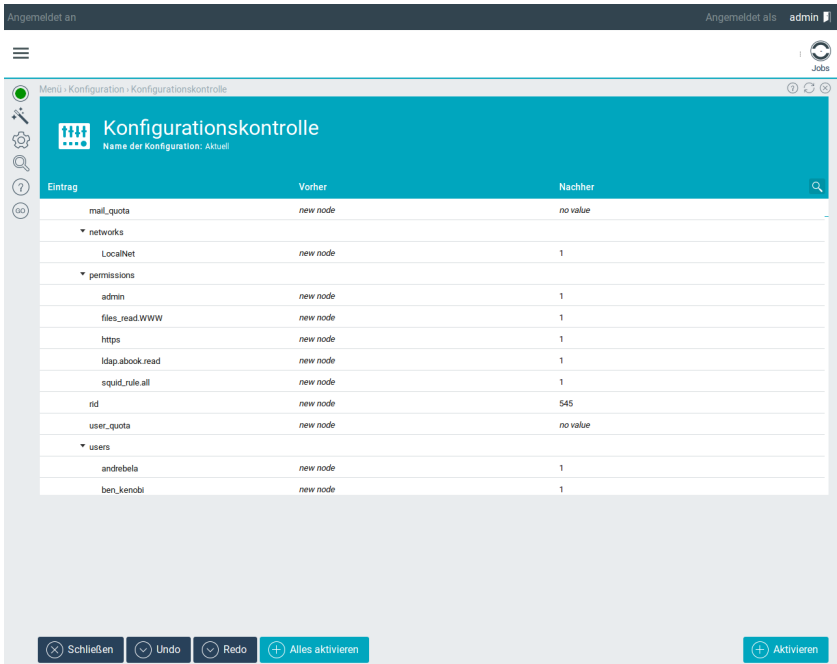 Angemeldet an Angemeldet als admin
Jobs
Menü › Konfiguration › Konfigurationskontrolle
Konfigurationskontrolle
Name der Konfiguration: Aktuell
Eintrag Vorher Nachher
mail_quota new node no value
networks
LocalNet new node 1
permissions
admin new node 1
files_read.WWW new node 1
https new node 1
ldap.abook.read new node 1
squid_rule.all new node 1
rid new node 545
user_quota new node no value
users
andrebela new node 1
ben_kenobi new node 1
GO
Schließen Undo Redo Alles aktivieren Aktivieren